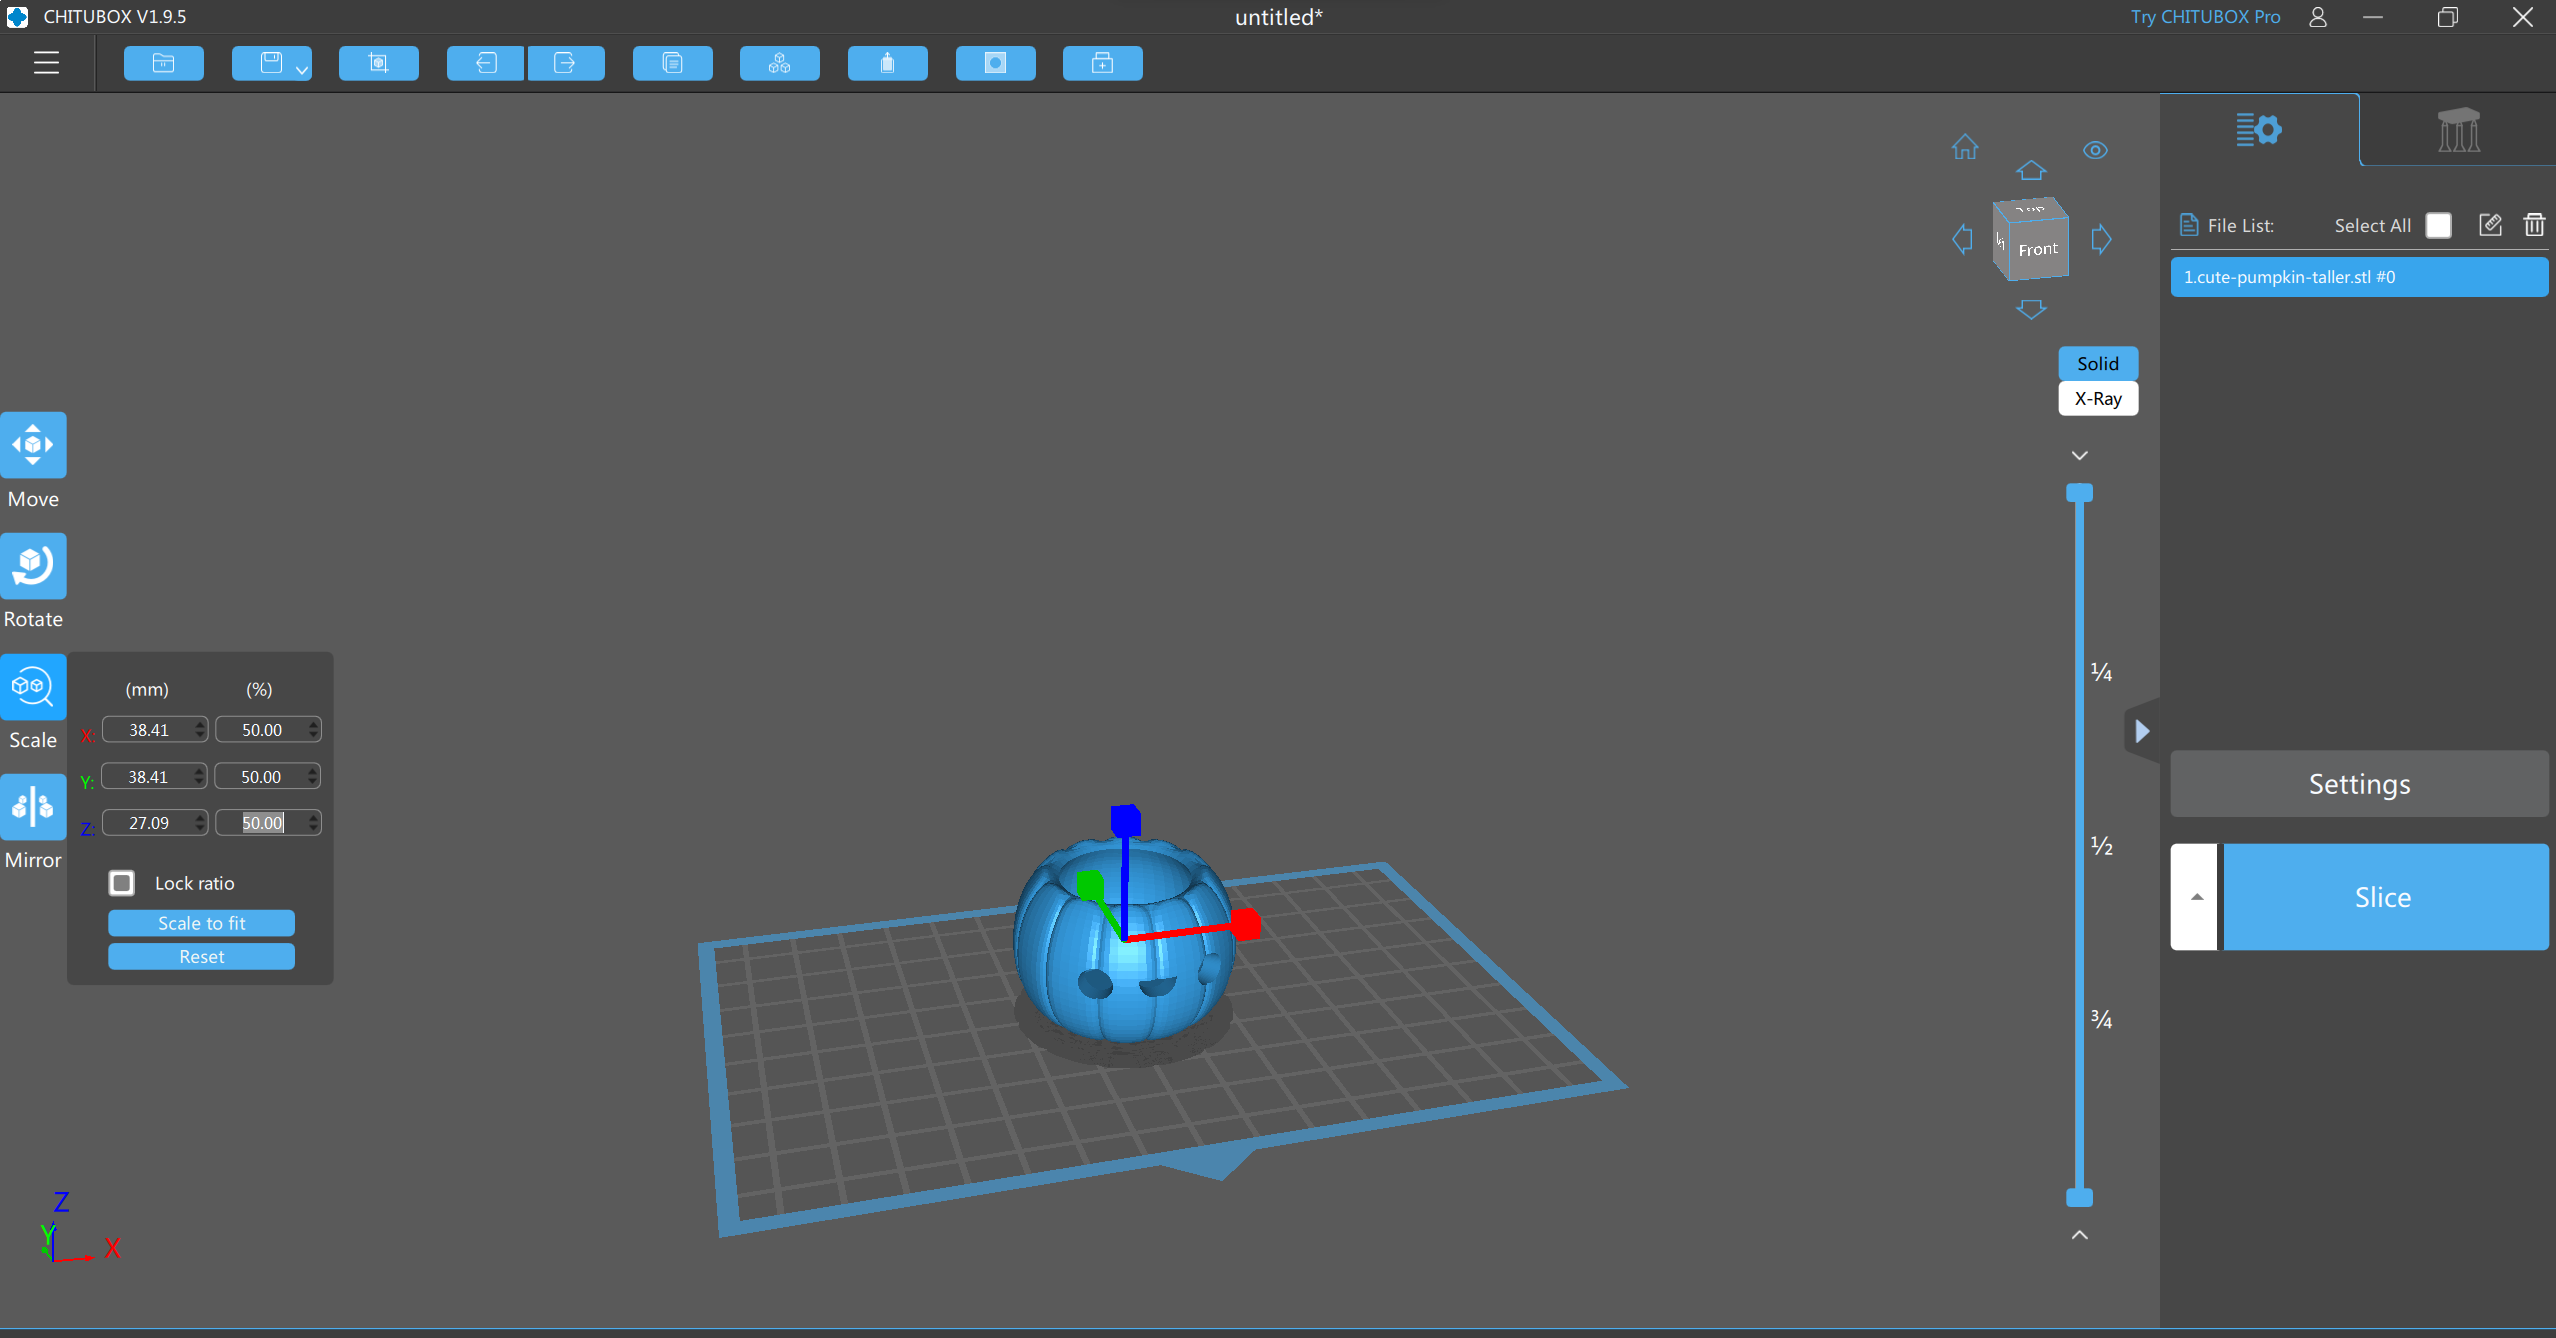 CHITUBOX V1.9.5
untitled*
Try CHITUBOX Pro
Top
Front
File List:
Select All
1.cute-pumpkin-taller.stl #0
Solid
X-Ray
Move
Rotate
Scale
Mirror
(mm) (%)
X: 38.41 50.00
Y: 38.41 50.00
Z: 27.09 50.00
Lock ratio
Scale to fit
Reset
¼
½
¾
Settings
Slice
Z
Y
X